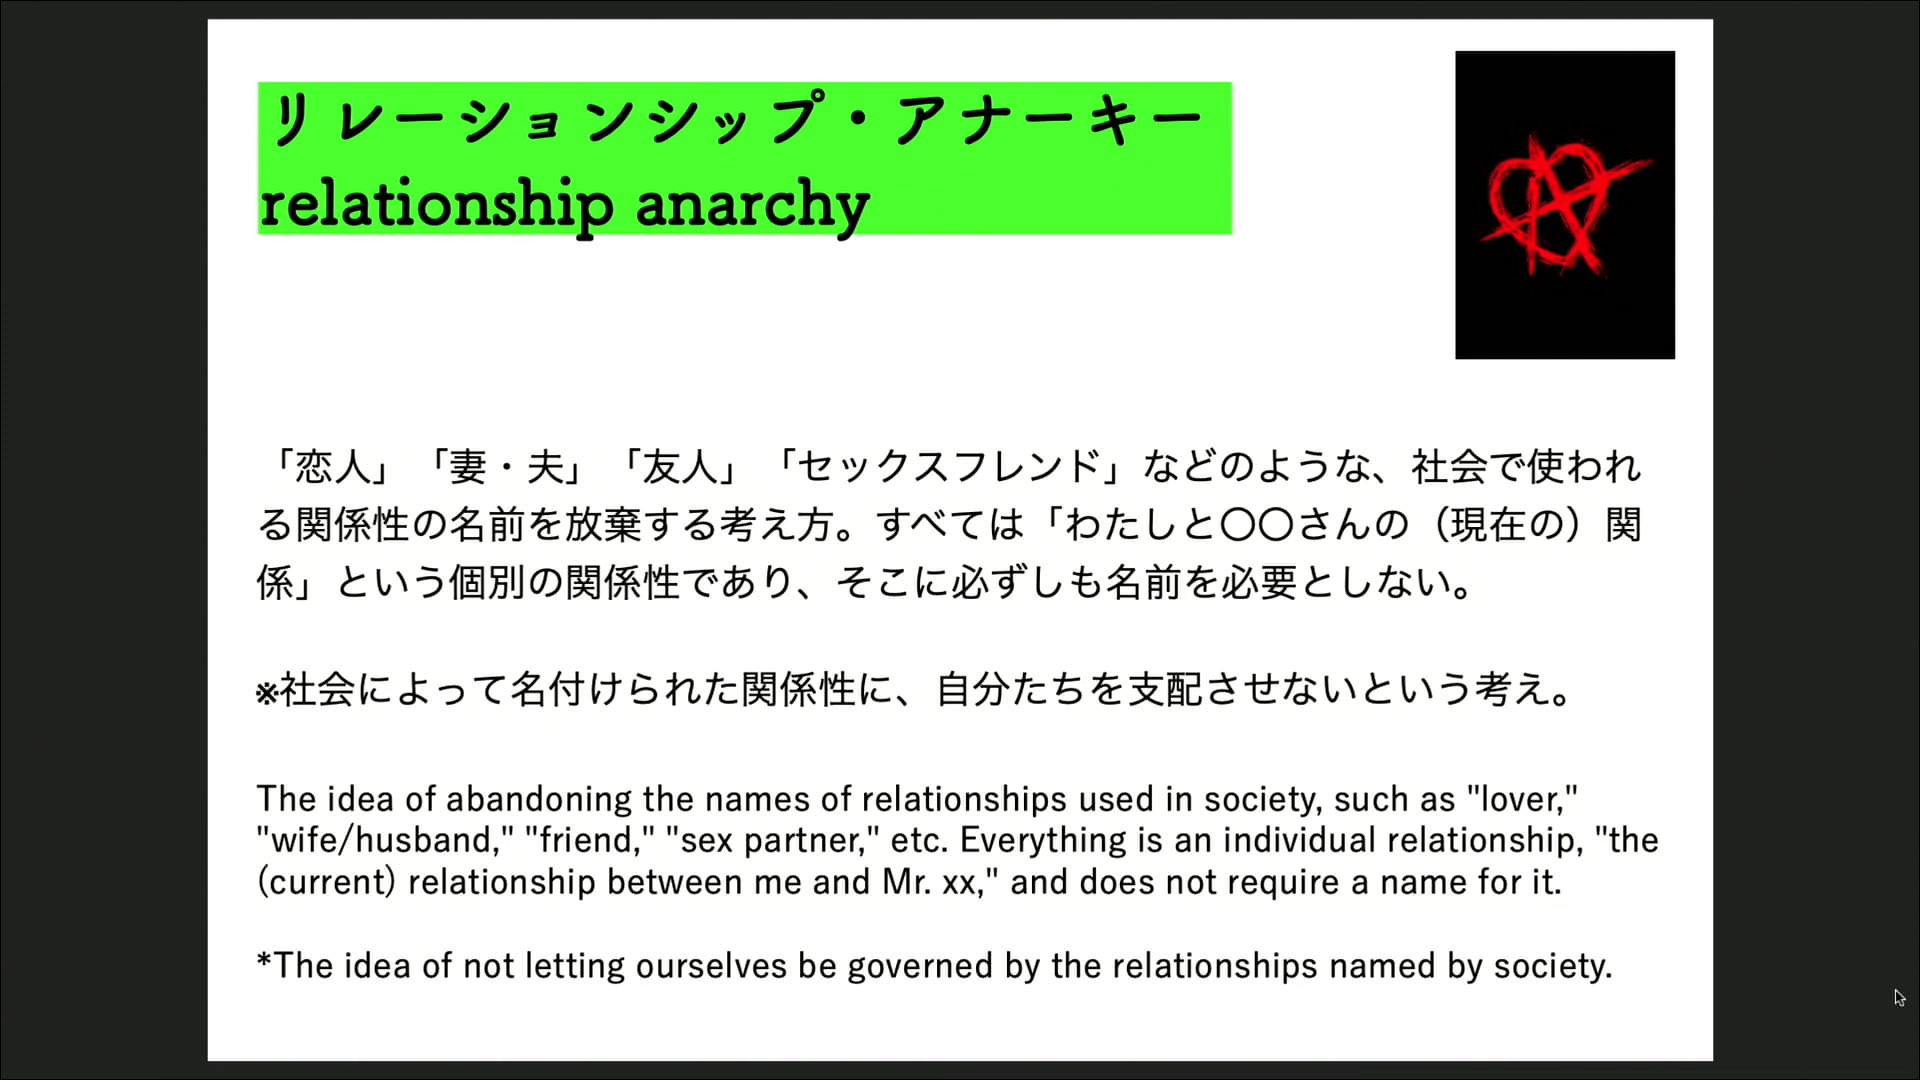 リレーションシップ・アナーキー
relationship anarchy
「恋人」「妻・夫」「友人」「セックスフレンド」などのような、社会で使われ
る関係性の名前を放棄する考え方。すべては「わたしと〇〇さんの（現在の）関
係」という個別の関係性であり、そこに必ずしも名前を必要としない。
※社会によって名付けられた関係性に、自分たちを支配させないという考え。
The idea of abandoning the names of relationships used in society, such as "lover,"
"wife/husband," "friend," "sex partner," etc. Everything is an individual relationship, "the
(current) relationship between me and Mr. xx," and does not require a name for it.
*The idea of not letting ourselves be governed by the relationships named by society.